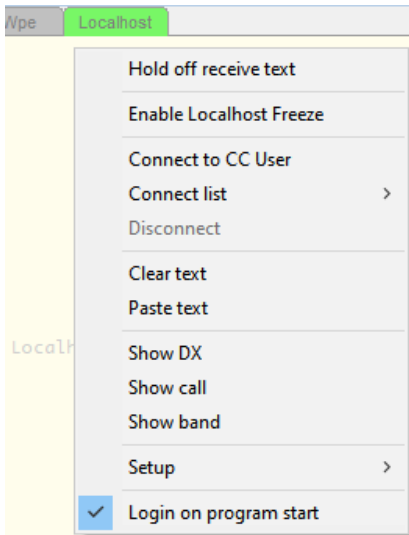 Wpe Localhost
Hold off receive text
Enable Localhost Freeze
Connect to CC User
Connect list
Disconnect
Clear text
Paste text
Show DX
Localh
Show call
Show band
Setup
Login on program start